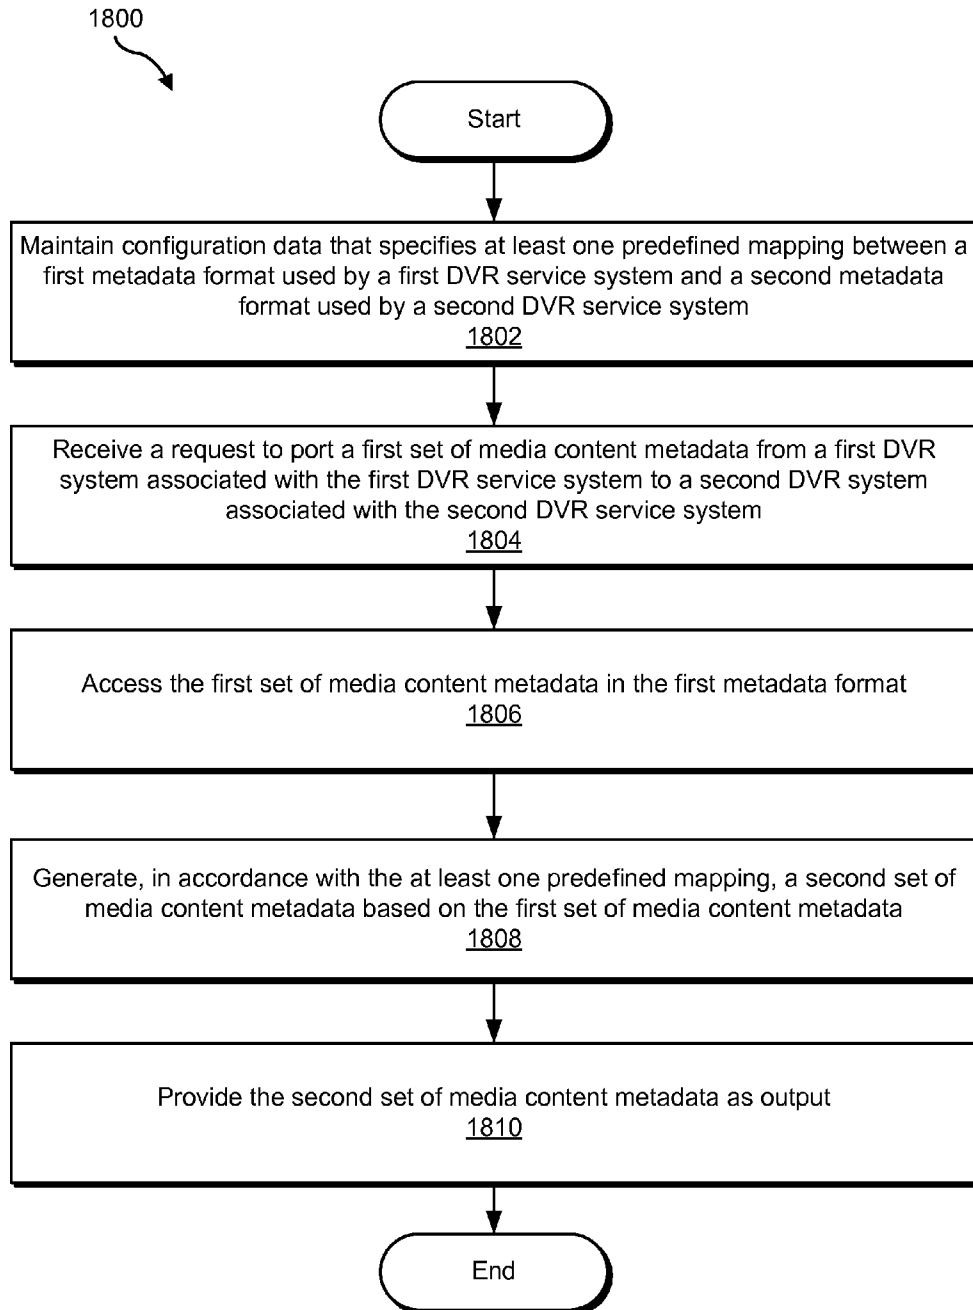 1800
Start
Maintain configuration data that specifies at least one predefined mapping between a
first metadata format used by a first DVR service system and a second metadata
format used by a second DVR service system
1802
Receive a request to port a first set of media content metadata from a first DVR
system associated with the first DVR service system to a second DVR system
associated with the second DVR service system
1804
Access the first set of media content metadata in the first metadata format
1806
Generate, in accordance with the at least one predefined mapping, a second set of
media content metadata based on the first set of media content metadata
1808
Provide the second set of media content metadata as output
1810
End